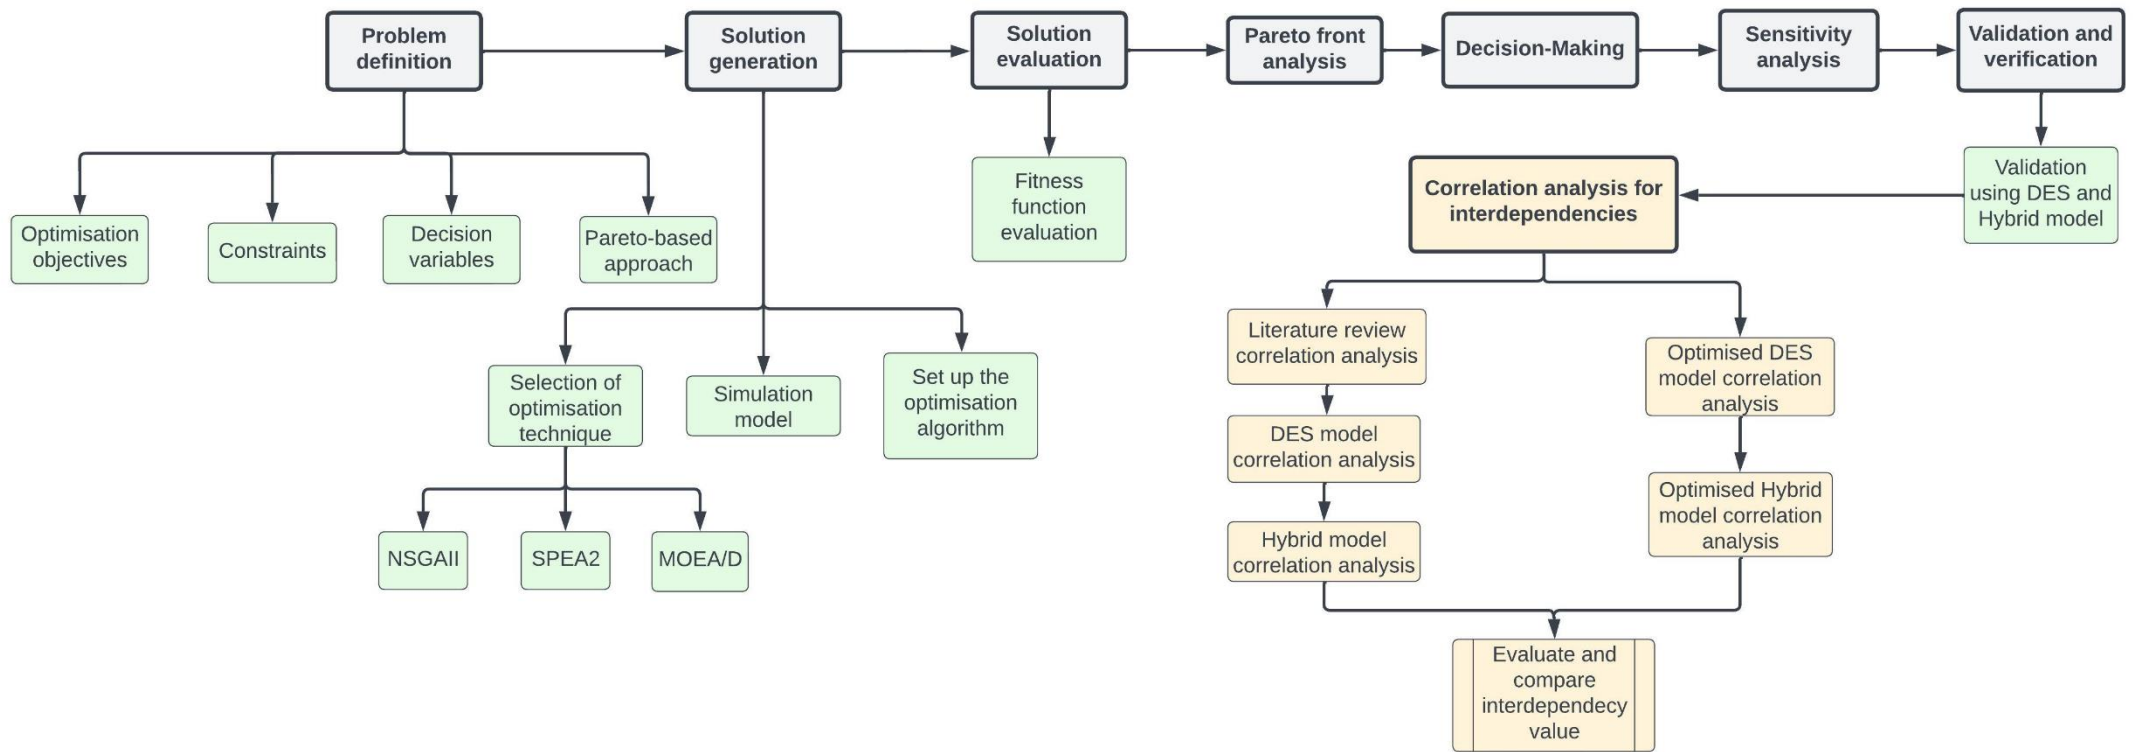 Problem
definition
Solution
generation
Solution
evaluation
Pareto front
analysis
Decision-Making
Sensitivity
analysis
Validation and
verification
Optimisation
objectives
Constraints
Decision
variables
Pareto-based
approach
Fitness
function
evaluation
Validation
using DES and
Hybrid model
Correlation analysis for
interdependencies
Selection of
optimisation
technique
Simulation
model
Set up the
optimisation
algorithm
NSGAII
SPEA2
MOEA/D
Literature review
correlation analysis
DES model
correlation analysis
Hybrid model
correlation analysis
Optimised DES
model correlation
analysis
Optimised Hybrid
model correlation
analysis
Evaluate and
compare
interdependecy
value